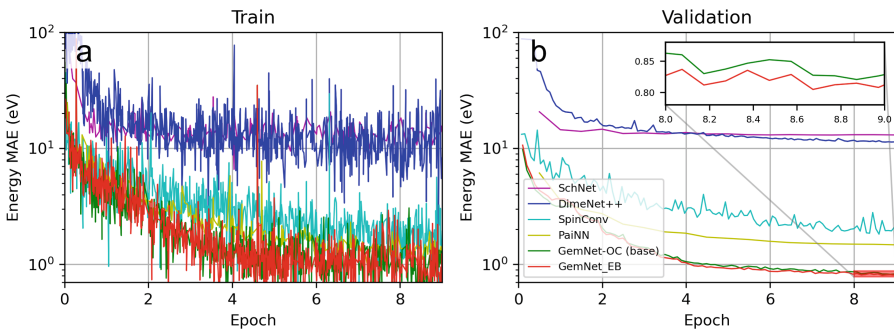 Train
a
10²
10¹
10⁰
Energy MAE (eV)
0 2 4 6 8
Epoch
Validation
b
10²
10¹
10⁰
Energy MAE (eV)
0.85
0.80
8.0 8.2 8.4 8.6 8.8 9.0
SchNet
DimeNet++
SpinConv
PaiNN
GemNet-OC (base)
GemNet_EB
0 2 4 6 8
Epoch